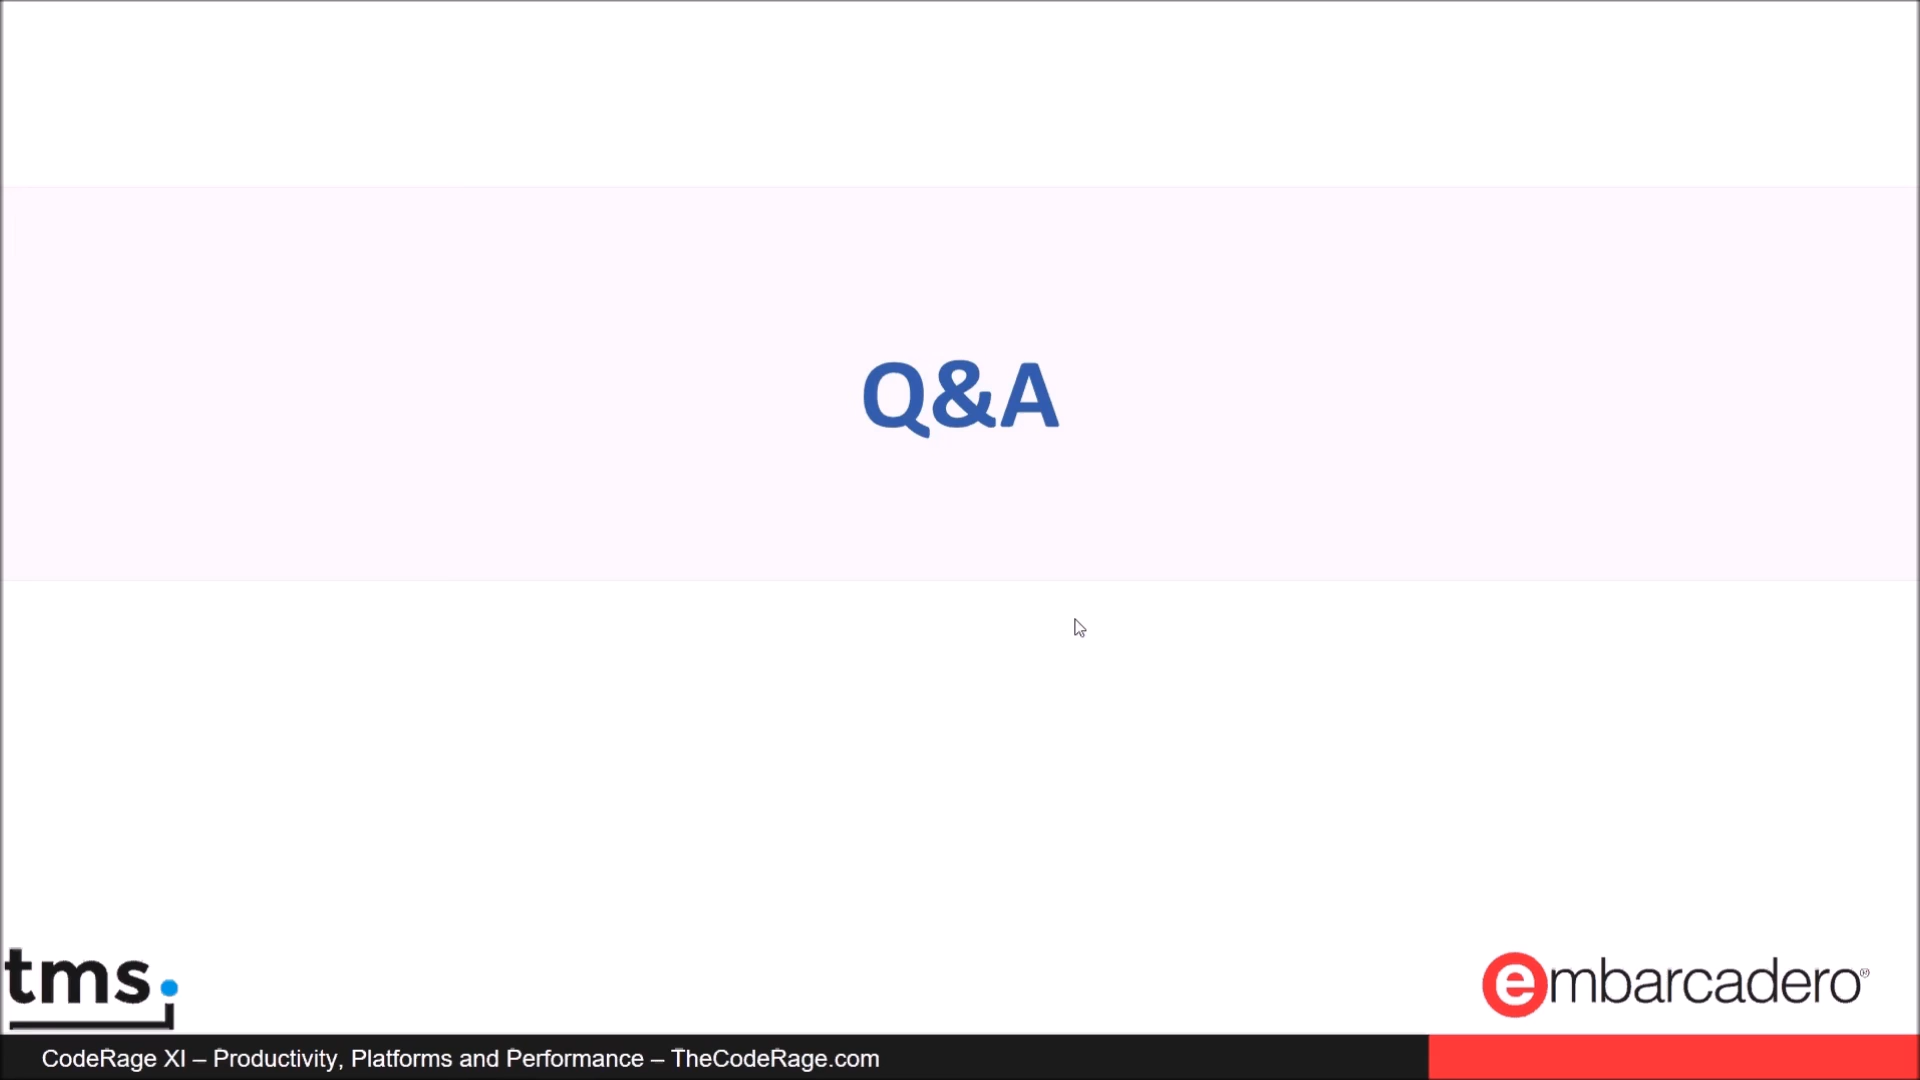 Q&A
tms
embarcadero®
CodeRage XI – Productivity, Platforms and Performance – TheCodeRage.com